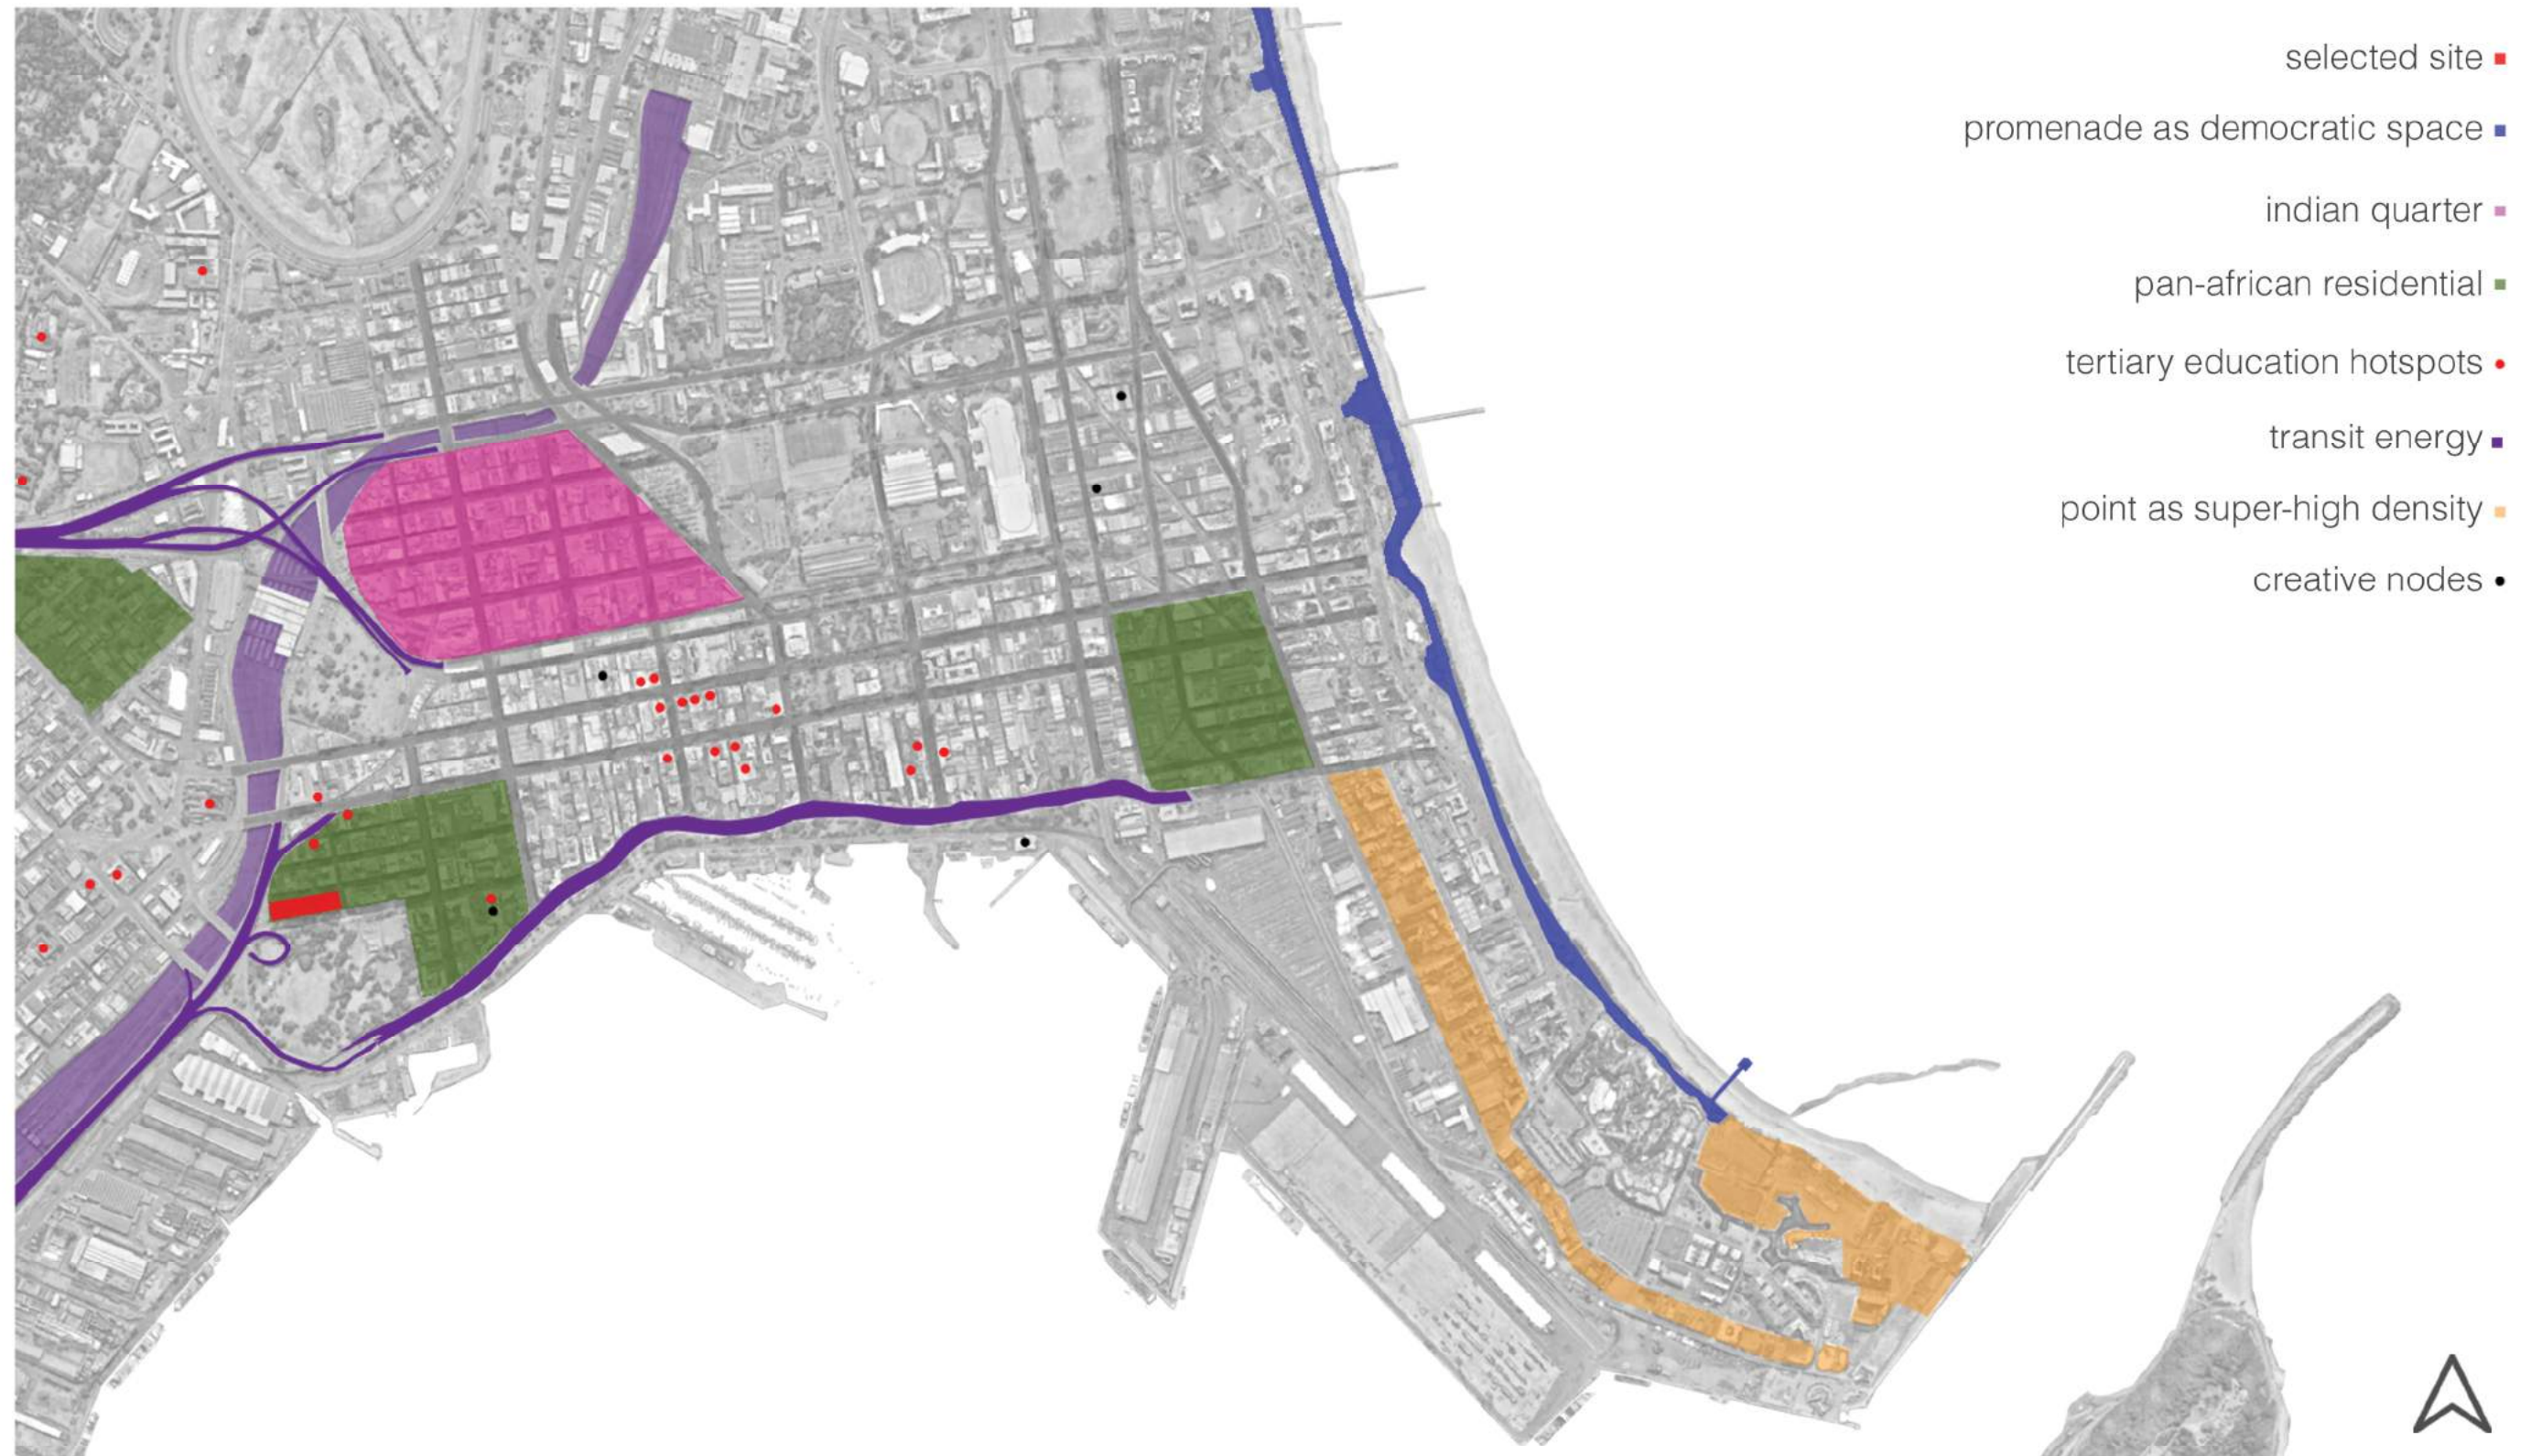 selected site
promenade as democratic space
indian quarter
pan-african residential
tertiary education hotspots
transit energy
point as super-high density
creative nodes